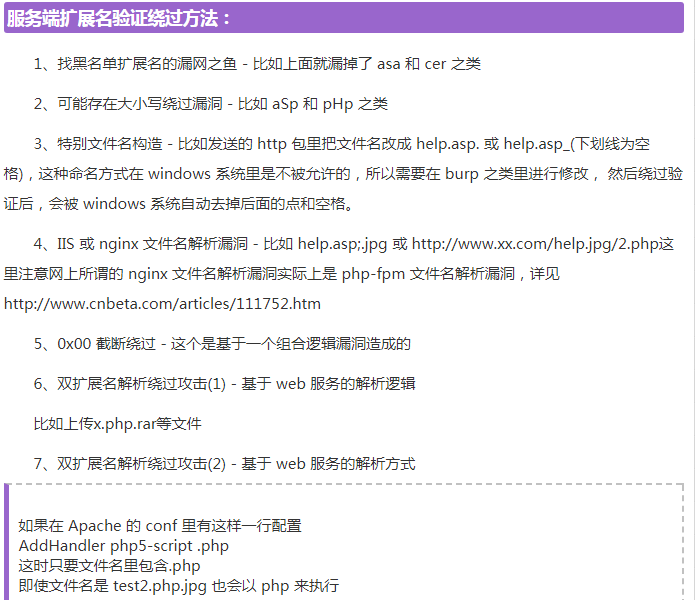 服务端扩展名验证绕过方法：
1、找黑名单扩展名的漏网之鱼 - 比如上面就漏掉了 asa 和 cer 之类
2、可能存在大小写绕过漏洞 - 比如 aSp 和 pHp 之类
3、特别文件名构造 - 比如发送的 http 包里把文件名改成 help.asp. 或 help.asp_(下划线为空
格)，这种命名方式在 windows 系统里是不被允许的，所以需要在 burp 之类里进行修改， 然后绕过验
证后，会被 windows 系统自动去掉后面的点和空格。
4、IIS 或 nginx 文件名解析漏洞 - 比如 help.asp;.jpg 或 http://www.xx.com/help.jpg/2.php这
里注意网上所谓的 nginx 文件名解析漏洞实际上是 php-fpm 文件名解析漏洞，详见
http://www.cnbeta.com/articles/111752.htm
5、0x00 截断绕过 - 这个是基于一个组合逻辑漏洞造成的
6、双扩展名解析绕过攻击(1) - 基于 web 服务的解析逻辑
比如上传x.php.rar等文件
7、双扩展名解析绕过攻击(2) - 基于 web 服务的解析方式
如果在 Apache 的 conf 里有这样一行配置
AddHandler php5-script .php
这时只要文件名里包含.php
即使文件名是 test2.php.jpg 也会以 php 来执行